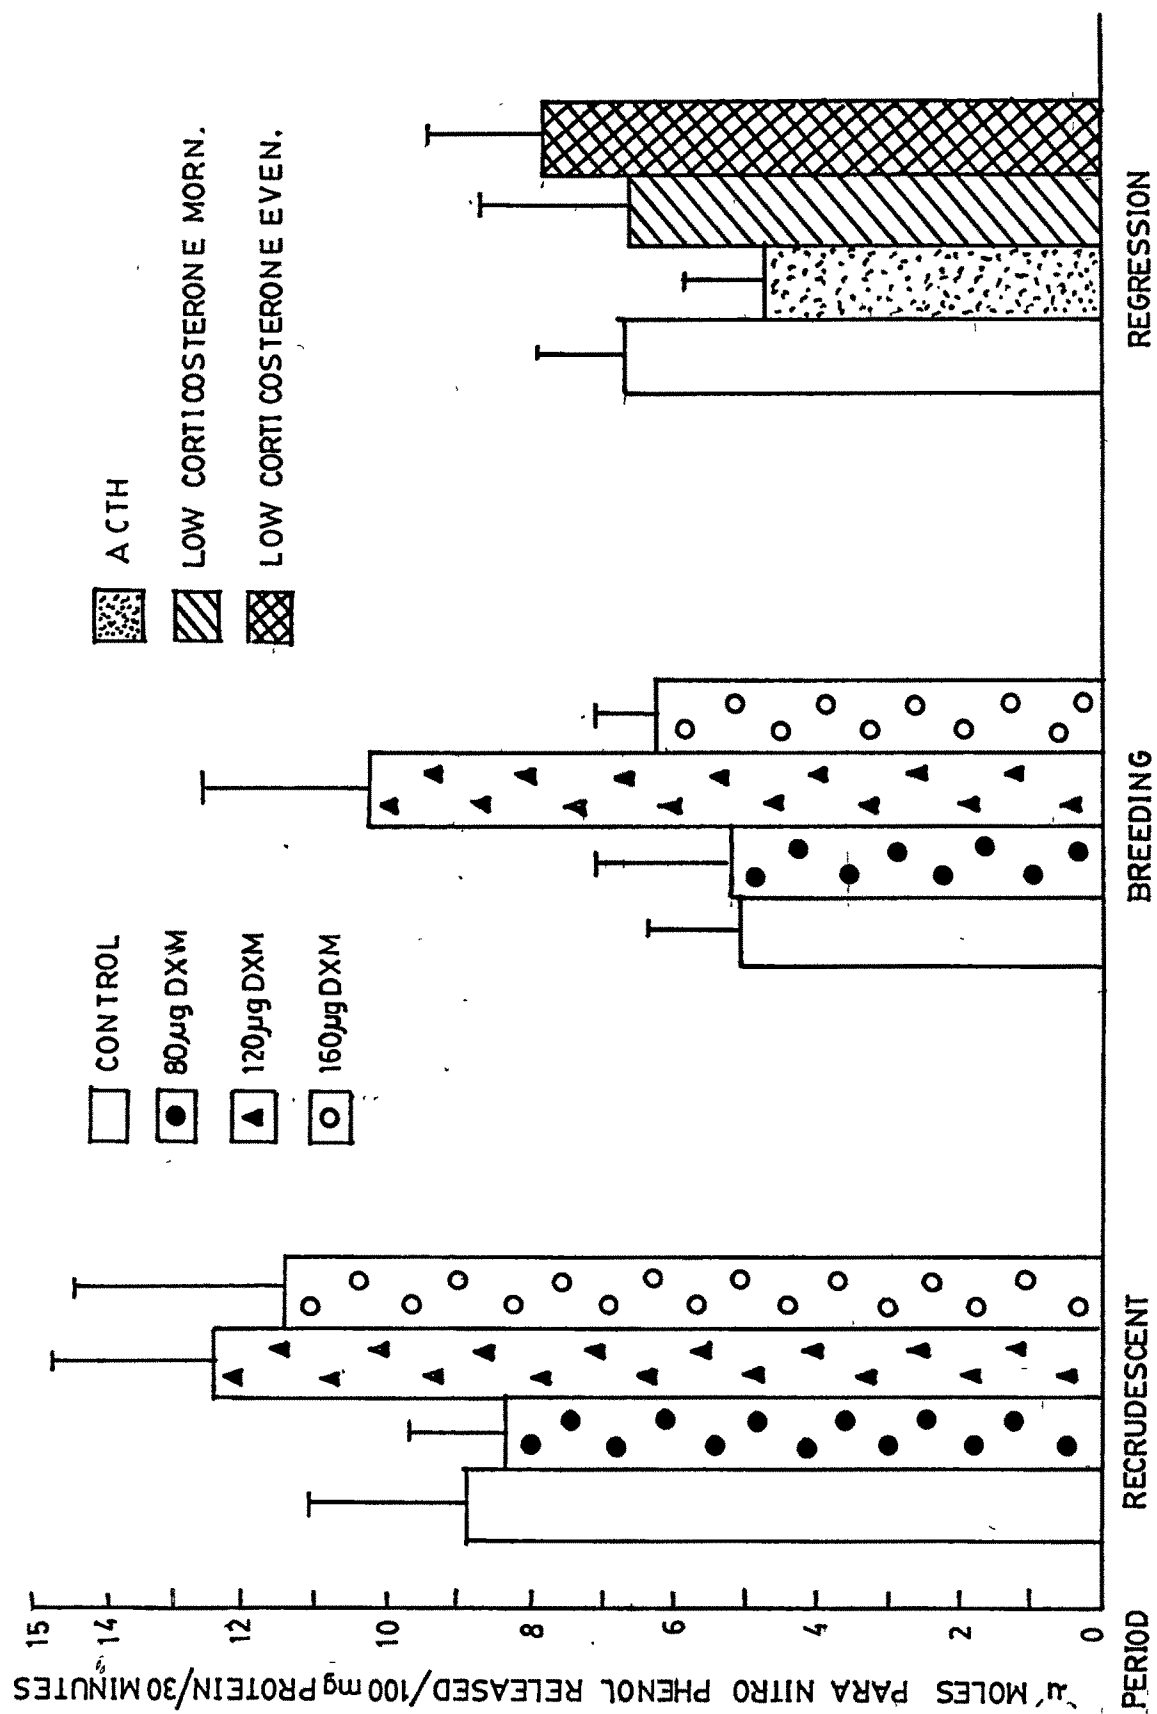 µ MOLES PARA NITRO PHENOL RELEASED/100 mg PROTEIN/30 MINUTES
15
14
12
10
8
6
4
2
0
CONTROL
80µg DXM
120µg DXM
160µg DXM
ACTH
LOW CORTICOSTERONE MORN.
LOW CORTICOSTERONE EVEN.
PERIOD
RECRUDESCENT
BREEDING
REGRESSION